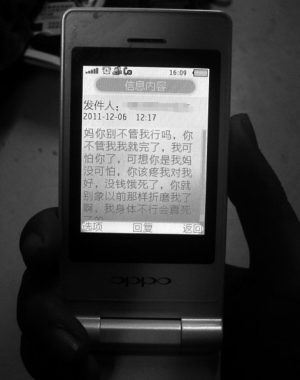 16:09
信息内容
发件人:
2011-12-06 12:17
妈你别不管我行吗,你
不管我我就完了,我可
怕你了,可想你是我妈
没可怕,你该疼我对我
好,没钱饿死了,你就
别象以前那样折磨我了
啊,我身体不行会真死
了
选项 回复 返回
oppo